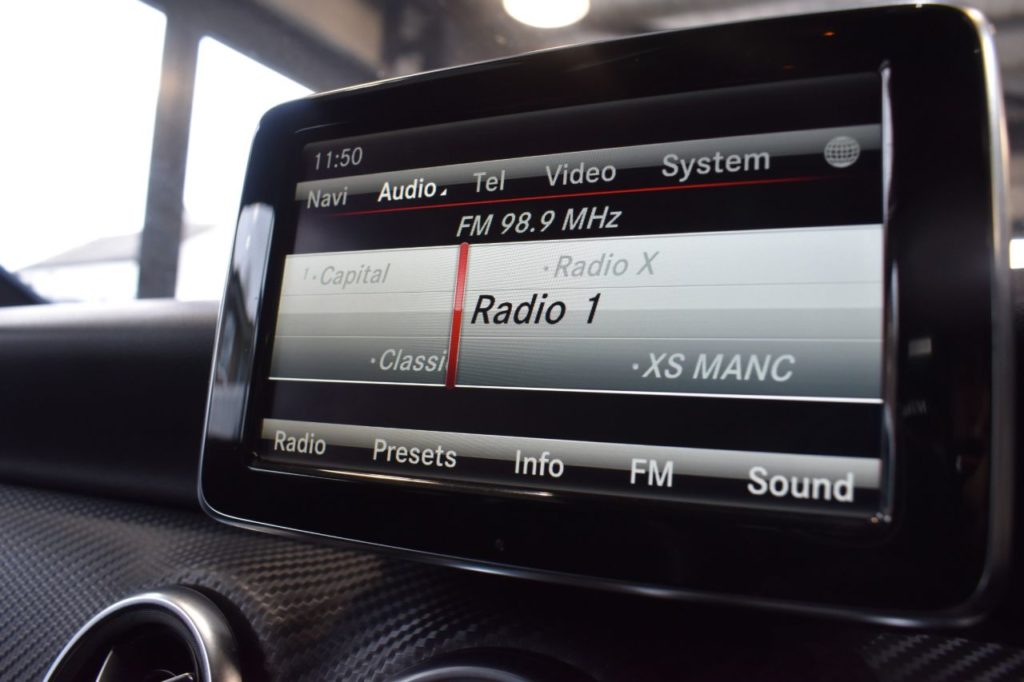 11:50
Navi Audio Tel Video System
FM 98.9 MHz
1 · Capital · Radio X
Radio 1
· Classi · XS MANC
Radio Presets Info FM Sound